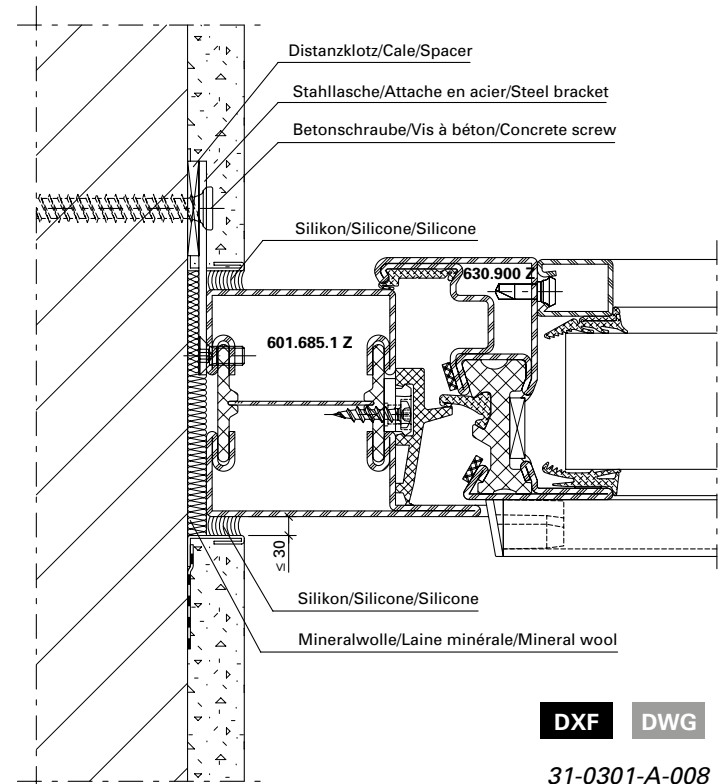 Distanzklotz/Cale/Spacer
Stahllasche/Attache en acier/Steel bracket
Betonschraube/Vis à béton/Concrete screw
Silikon/Silicone/Silicone
630.900 Z
601.685.1 Z
≤ 30
Silikon/Silicone/Silicone
Mineralwolle/Laine minérale/Mineral wool
DXF DWG
31-0301-A-008